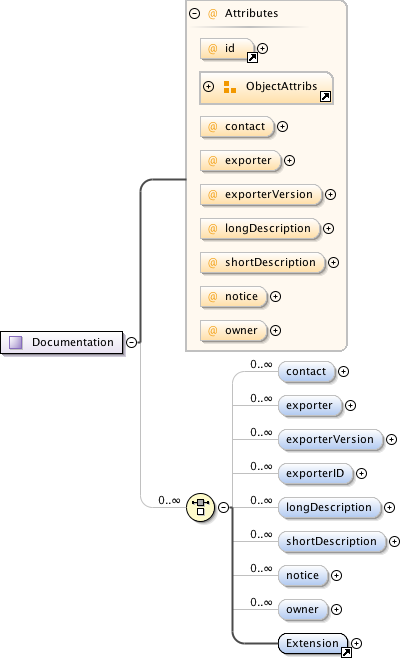 Attributes
id
ObjectAttribs
contact
exporter
exporterVersion
longDescription
shortDescription
notice
owner
Documentation
0..∞
0..∞ contact
0..∞ exporter
0..∞ exporterVersion
0..∞ exporterID
0..∞ longDescription
0..∞ shortDescription
0..∞ notice
0..∞ owner
Extension